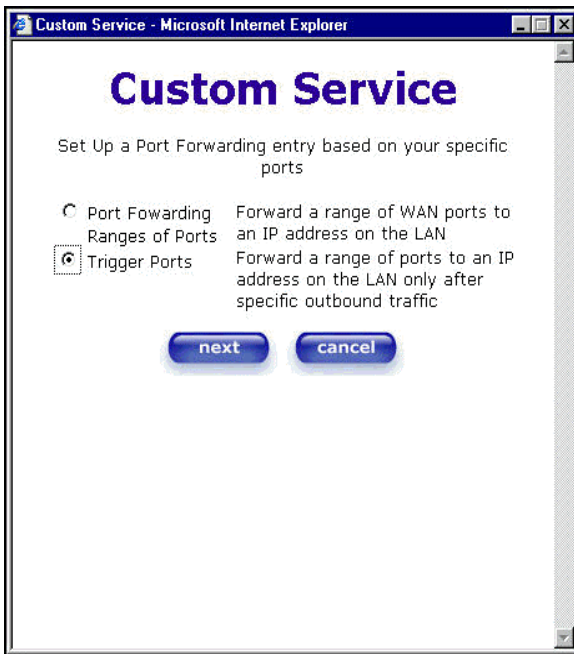 Custom Service - Microsoft Internet Explorer
Custom Service
Set Up a Port Forwarding entry based on your specific
ports
Port Fowarding
Ranges of Ports
Forward a range of WAN ports to
an IP address on the LAN
Trigger Ports
Forward a range of ports to an IP
address on the LAN only after
specific outbound traffic
next
cancel